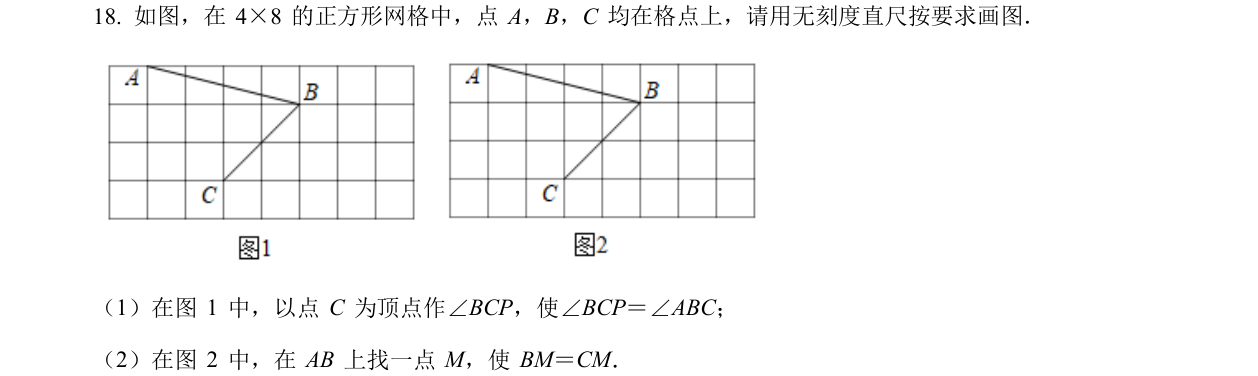 18. 如图，在 4×8 的正方形网格中，点 A，B，C 均在格点上，请用无刻度直尺按要求画图．
A B A B
C C
图1 图2
（1）在图 1 中，以点 C 为顶点作∠BCP，使∠BCP＝∠ABC；
（2）在图 2 中，在 AB 上找一点 M，使 BM＝CM．